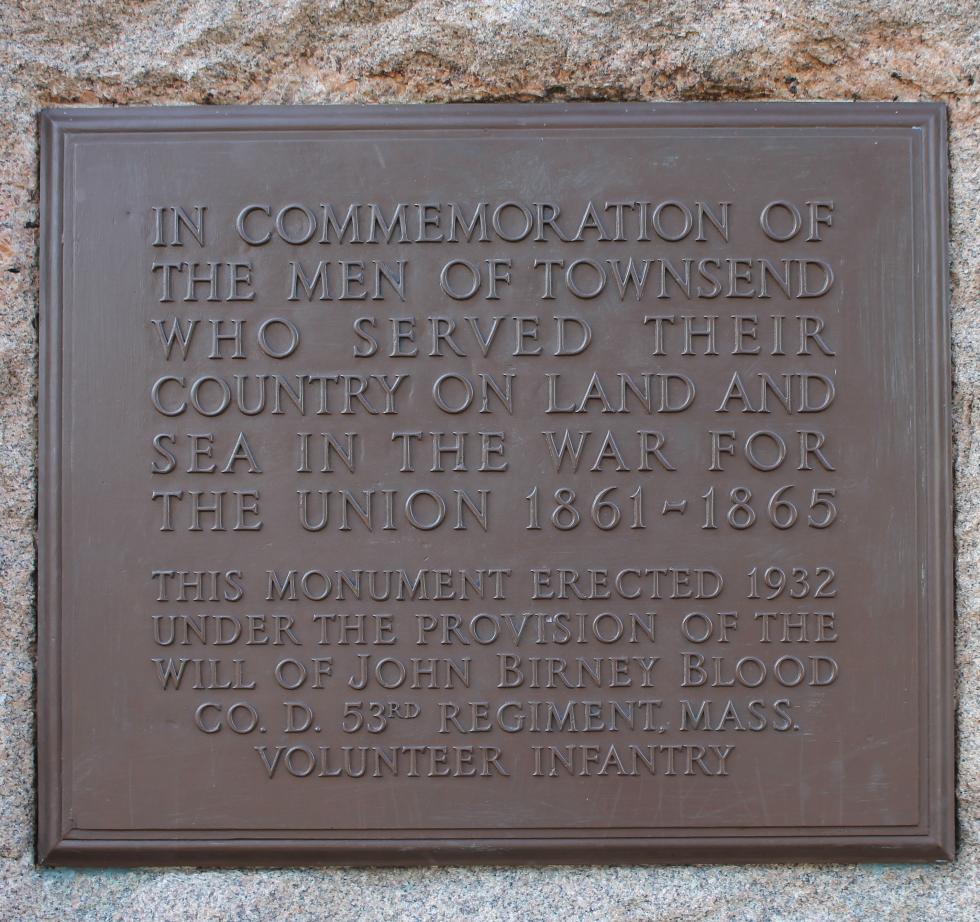 IN COMMEMORATION OF
THE MEN OF TOWNSEND
WHO SERVED THEIR
COUNTRY ON LAND AND
SEA IN THE WAR FOR
THE UNION 1861-1865
THIS MONUMENT ERECTED 1932
UNDER THE PROVISION OF THE
WILL OF JOHN BIRNEY BLOOD
CO. D. 53RD REGIMENT, MASS.
VOLUNTEER INFANTRY